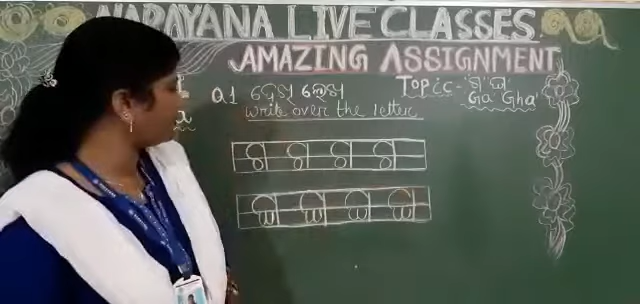 NARAYANA LIVE CLASSES
AMAZING ASSIGNMENT
Q1 Topic - 'ଗ' 'ଘ'
Write over the letter Ga Gha
ଗ ଗ ଗ ଗ
ଘ ଘ ଘ ଘ